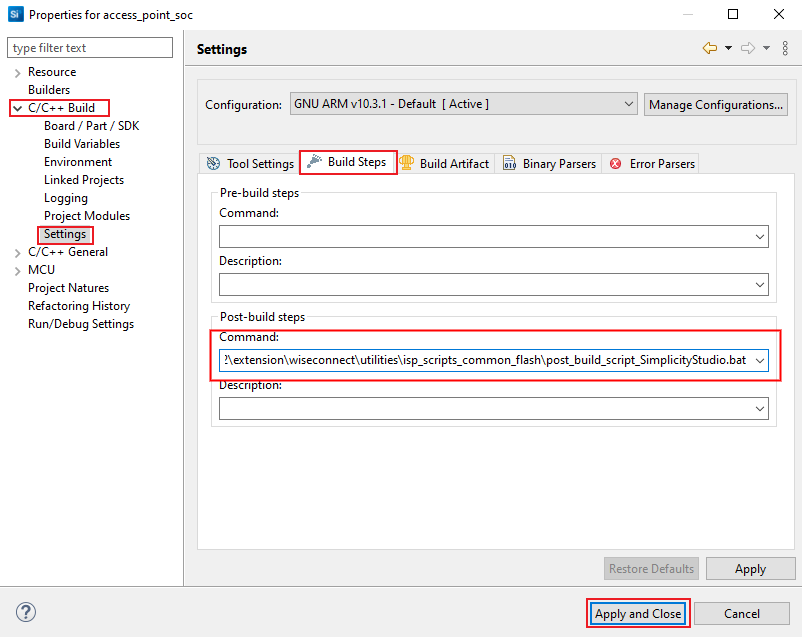 Si Properties for access_point_soc
type filter text
Resource
Builders
C/C++ Build
Board / Part / SDK
Build Variables
Environment
Linked Projects
Logging
Project Modules
Settings
C/C++ General
MCU
Project Natures
Refactoring History
Run/Debug Settings
Settings
Configuration: GNU ARM v10.3.1 - Default [ Active ] Manage Configurations...
Tool Settings Build Steps Build Artifact Binary Parsers Error Parsers
Pre-build steps
Command:
Description:
Post-build steps
Command:
\extension\wiseconnect\utilities\isp_scripts_common_flash\post_build_script_SimplicityStudio.bat
Description:
Restore Defaults Apply
? Apply and Close Cancel